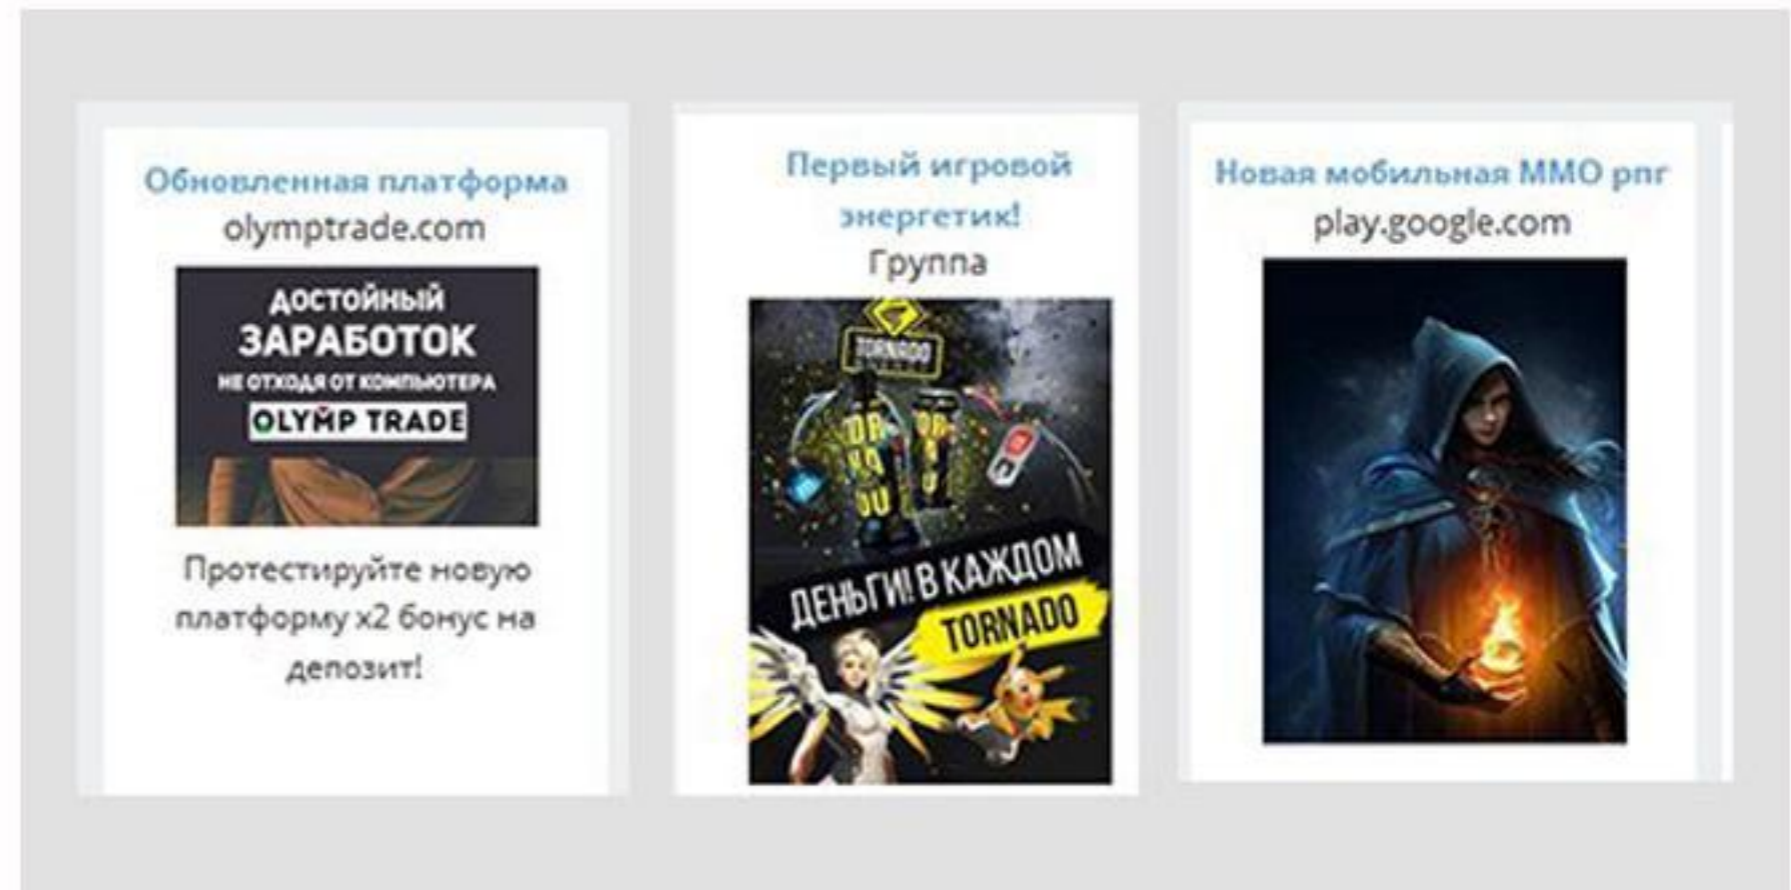 Обновленная платформа
olymptrade.com
ДОСТОЙНЫЙ
ЗАРАБОТОК
НЕ ОТХОДЯ ОТ КОМПЬЮТЕРА
OLYMP TRADE
Протестируйте новую
платформу x2 бонус на
депозит!
Первый игровой
энергетик!
Группа
TORNADO
ДЕНЬГИ! В КАЖДОМ
TORNADO
Новая мобильная ММО рпг
play.google.com